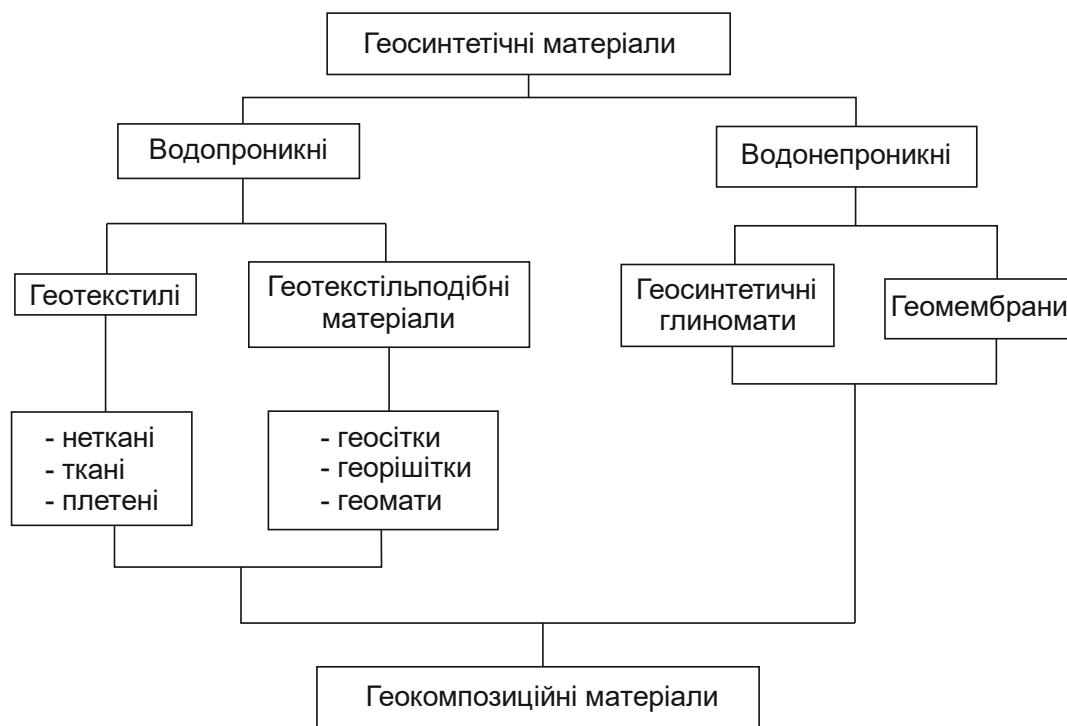 Геосинтетічні матеріали
Водопроникні
Водонепроникні
Геотекстилі
Геотекстільподібні
матеріали
Геосинтетичні
глиномати
Геомембрани
- неткані
- ткані
- плетені
- геосітки
- георішітки
- геомати
Геокомпозиційні матеріали